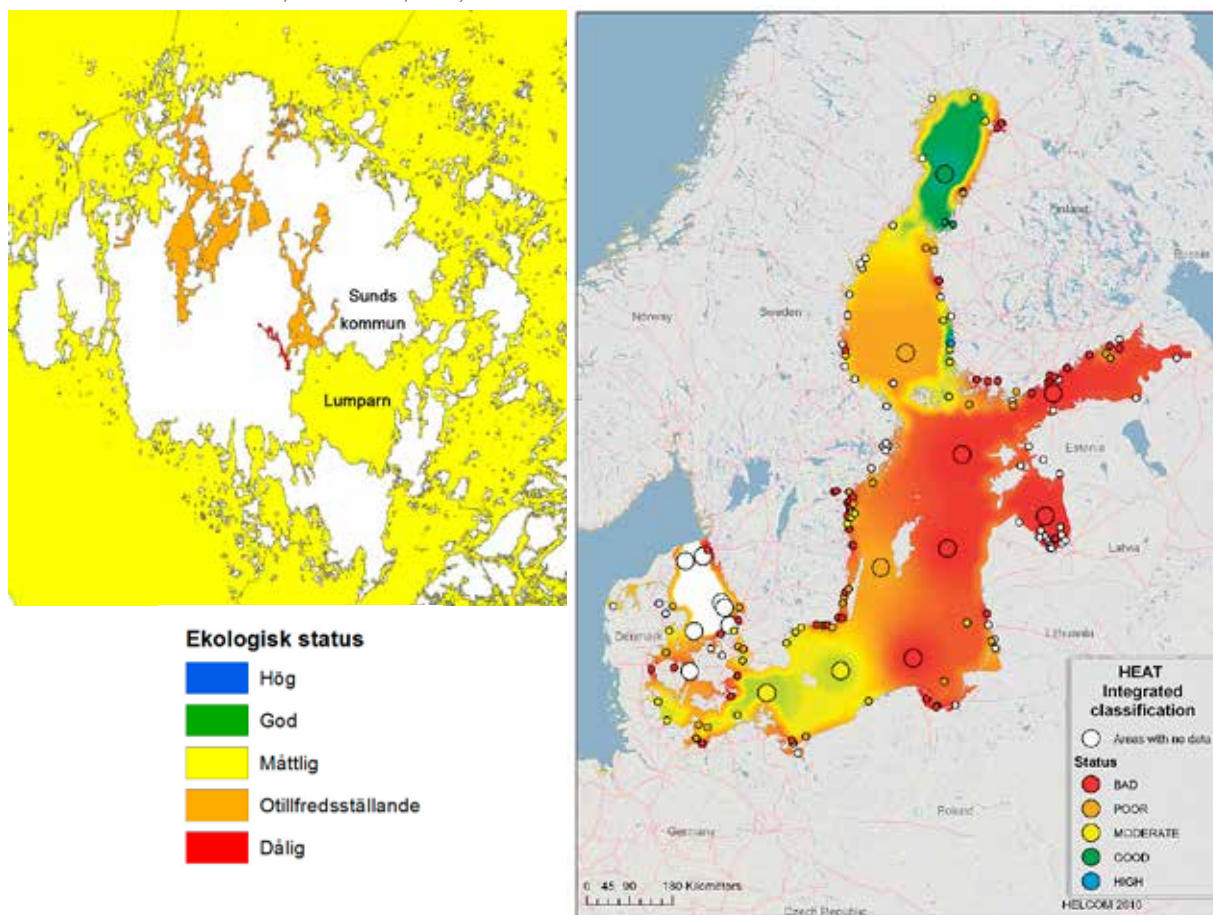 Sunds
kommun
Lumparn
Ekologisk status
Hög
God
Måttlig
Otillfredsställande
Dålig
Norway
Sweden
Finland
Russia
Estonia
Latvia
Denmark
Lithuania
Germany
Poland
Czech Republic
HEAT
Integrated
classification
Areas with no data
Status
BAD
POOR
MODERATE
GOOD
HIGH
0 45 90 180 Kilometers
HELCOM 2010